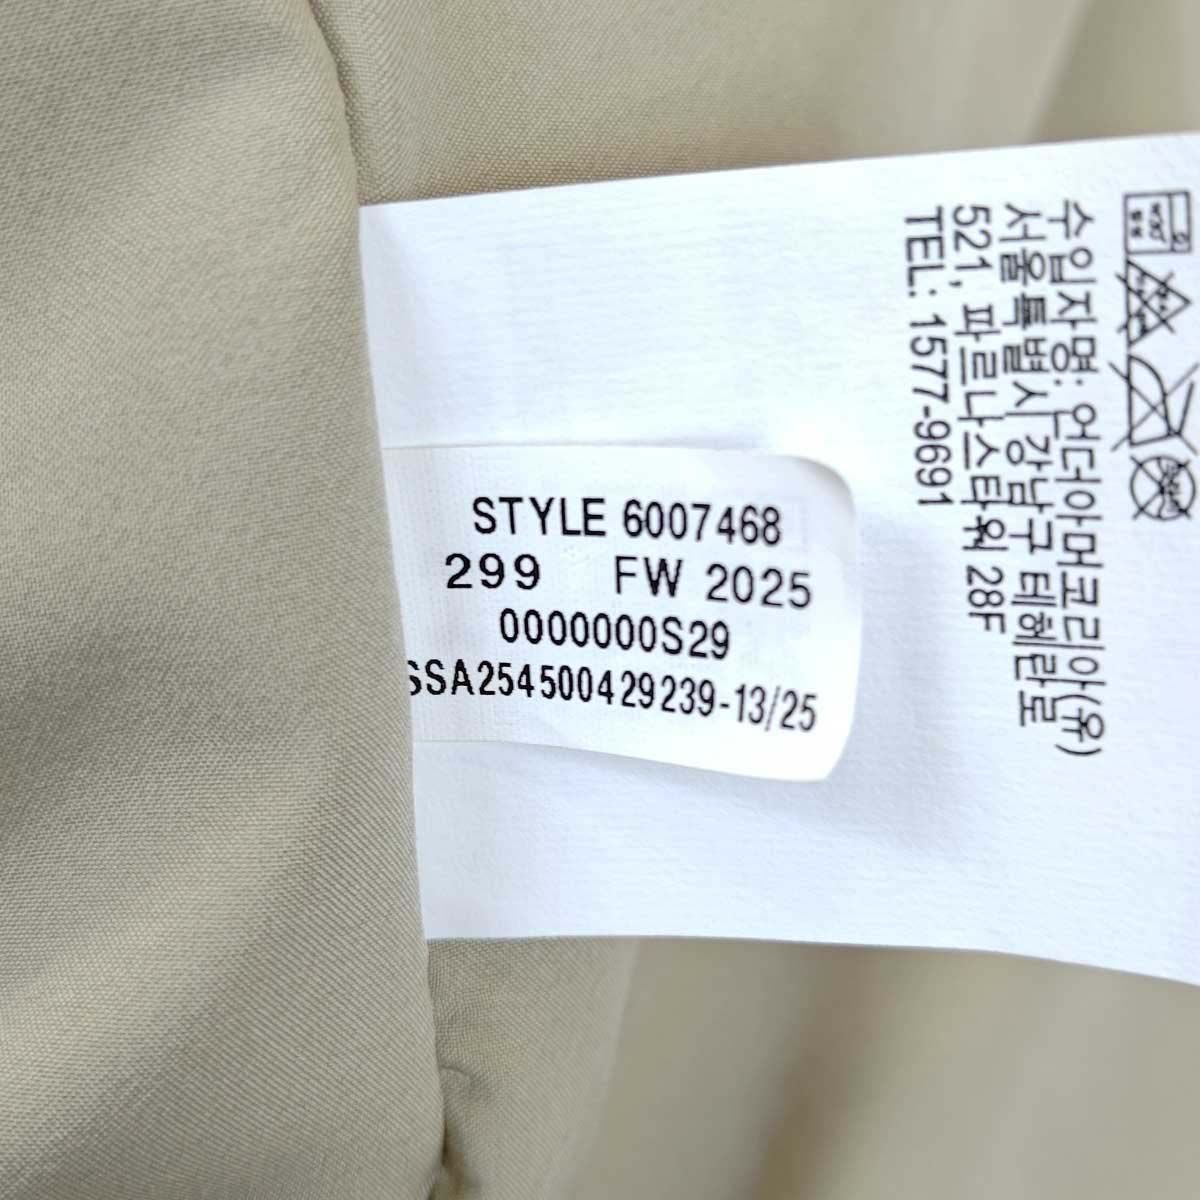 STYLE 6007468
299 FW 2025
0000000S29
SSA254500429239-13/25
수입자명: 언더아머코리아(유)
서울특별시 강남구 테헤란로
521, 파르나스타워 28F
TEL: 1577-9691